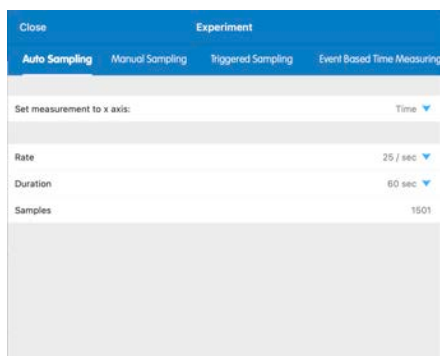 Close Experiment
Auto Sampling Manual Sampling Triggered Sampling Event Based Time Measuring
Set measurement to x axis: Time
Rate 25 / sec
Duration 60 sec
Samples 1501